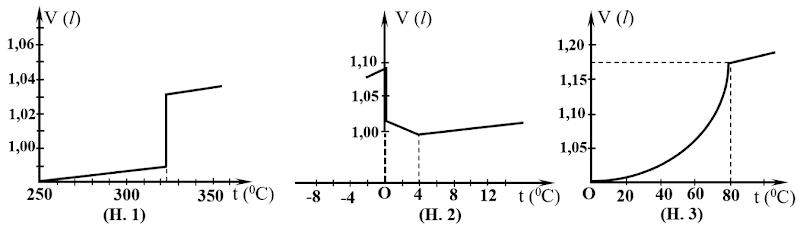 V (l)
1,06
1,04
1,02
1,00
250 300 350 t (⁰C)
(H. 1)
V (l)
1,10
1,05
1,00
-8 -4 O 4 8 12 t (⁰C)
(H. 2)
V (l)
1,20
1,15
1,10
1,05
O 20 40 60 80 t (⁰C)
(H. 3)